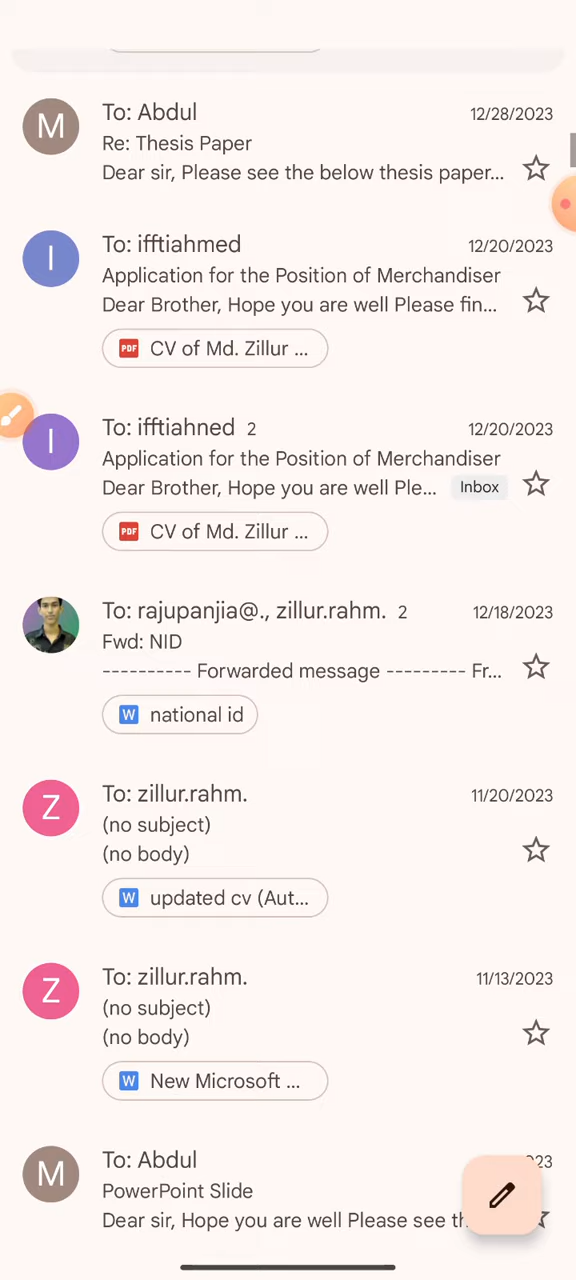 M
To: Abdul
12/28/2023
Re: Thesis Paper
Dear sir, Please see the below thesis paper...
I
To: ifftiahmed
12/20/2023
Application for the Position of Merchandiser
Dear Brother, Hope you are well Please fin...
PDF CV of Md. Zillur ...
I
To: ifftiahned 2
12/20/2023
Application for the Position of Merchandiser
Dear Brother, Hope you are well Ple... Inbox
PDF CV of Md. Zillur ...
To: rajupanjia@., zillur.rahm. 2
12/18/2023
Fwd: NID
---------- Forwarded message --------- Fr...
W national id
Z
To: zillur.rahm.
11/20/2023
(no subject)
(no body)
W updated cv (Aut...
Z
To: zillur.rahm.
11/13/2023
(no subject)
(no body)
W New Microsoft ...
M
To: Abdul
23
PowerPoint Slide
Dear sir, Hope you are well Please see th